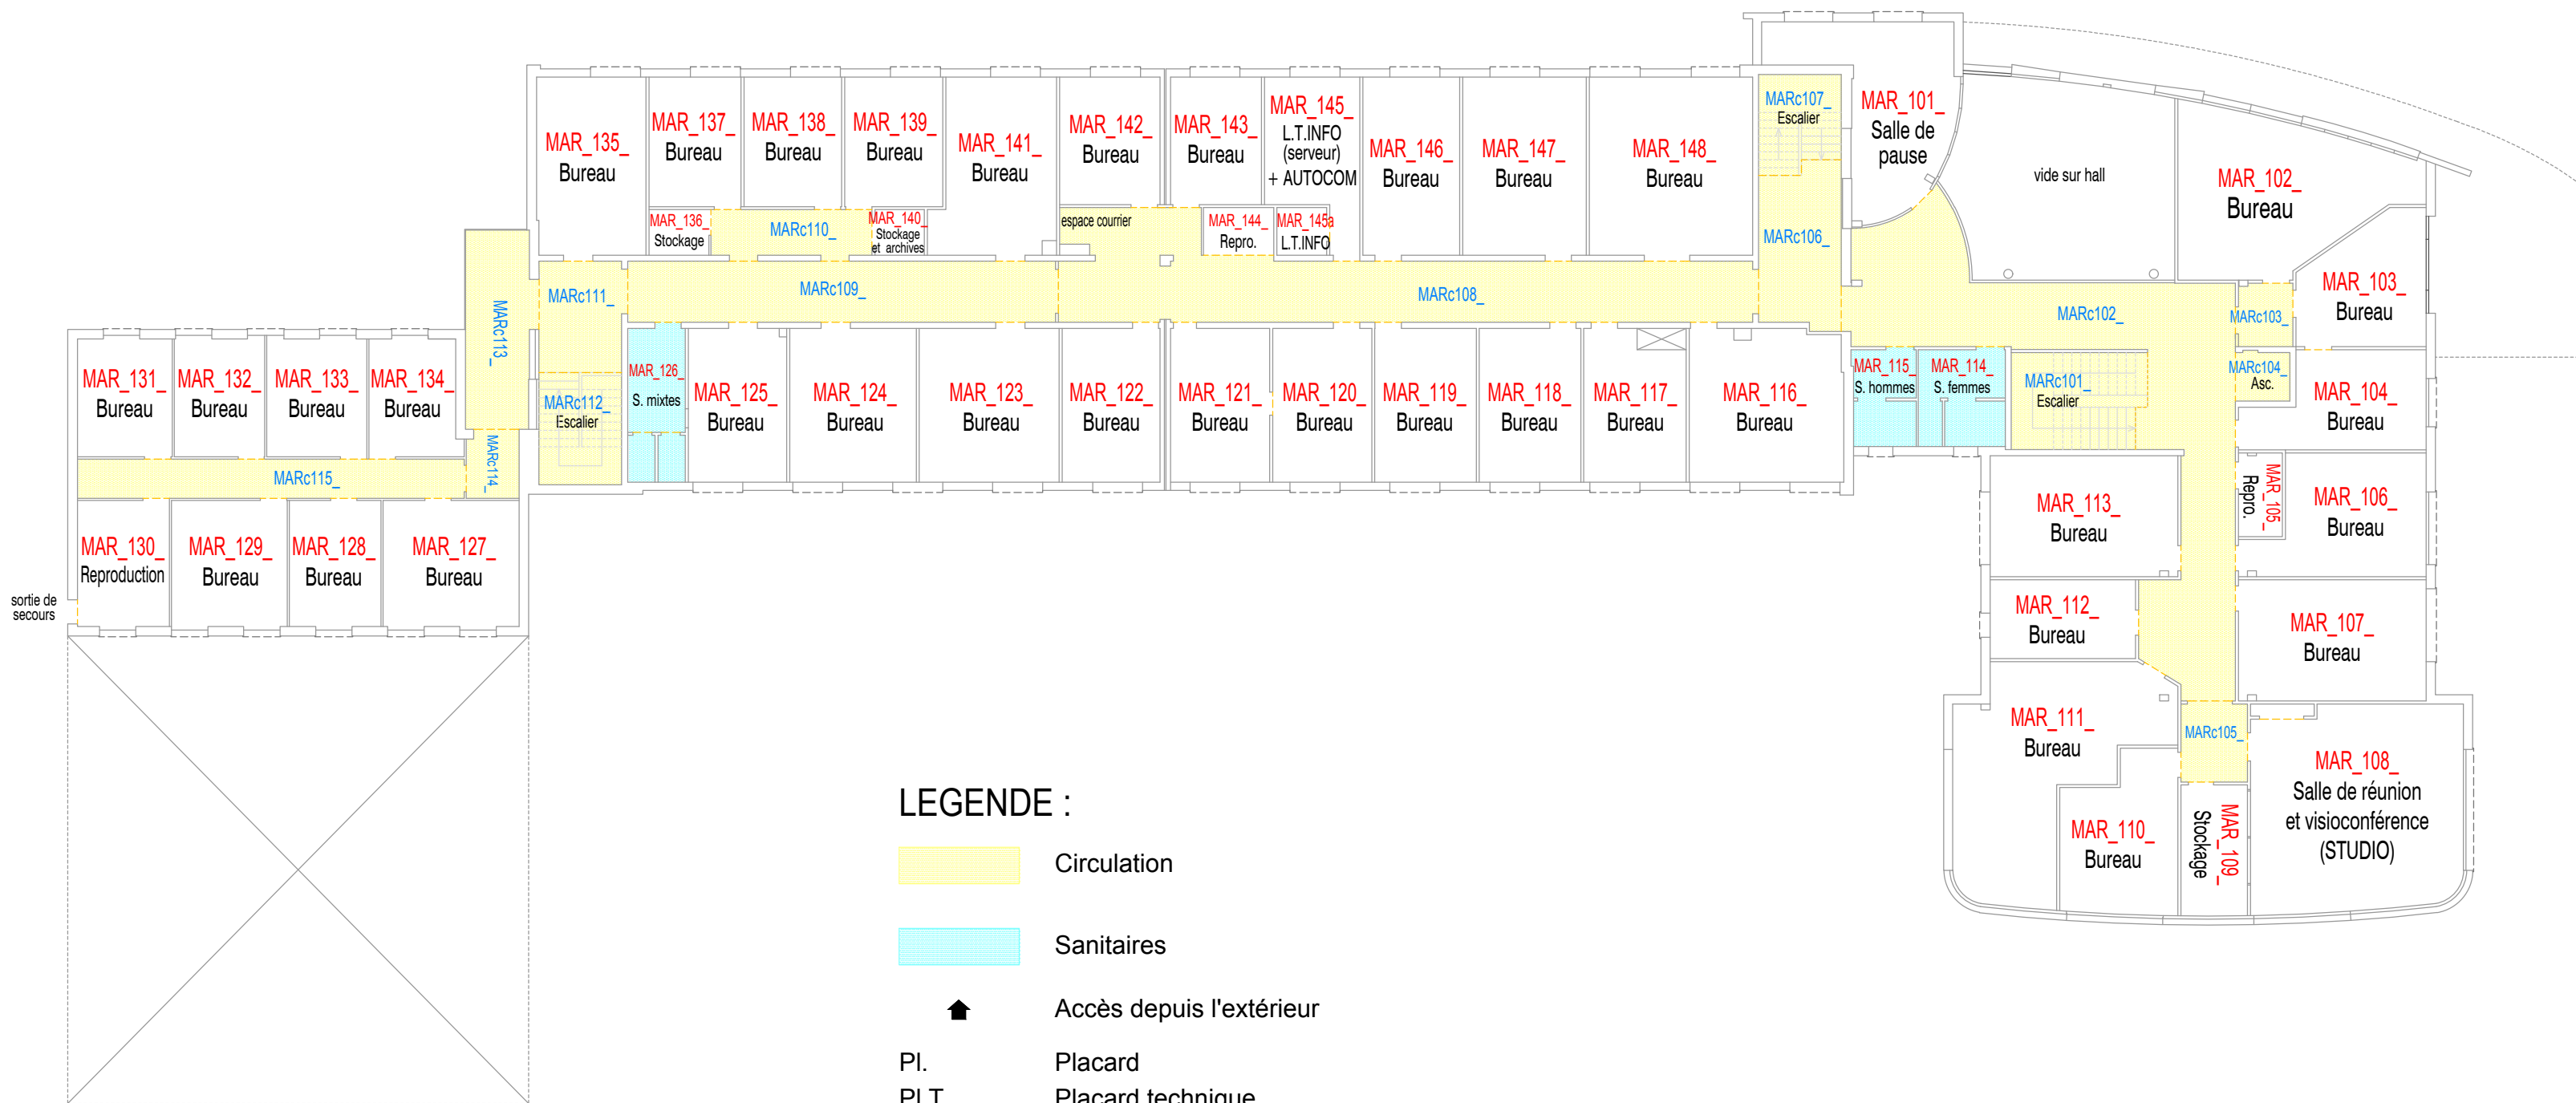 MAR_135_
Bureau
MAR_137_
Bureau
MAR_138_
Bureau
MAR_139_
Bureau
MAR_141_
Bureau
MAR_142_
Bureau
MAR_143_
Bureau
MAR_145_
L.T.INFO
(serveur)
+ AUTOCOM
MAR_146_
Bureau
MAR_147_
Bureau
MAR_148_
Bureau
MARc107_
Escalier
MAR_101_
Salle de
pause
vide sur hall
MAR_102_
Bureau
MAR_136_
Stockage
MARc110_
MAR_140_
Stockage
et archives
espace courrier
MAR_144_
Repro.
MAR_145a
L.T.INFO
MARc106_
MAR_103_
Bureau
MARc113_
MARc111_
MARc109_
MARc108_
MARc102_
MARc103_
MAR_131_
Bureau
MAR_132_
Bureau
MAR_133_
Bureau
MAR_134_
Bureau
MARc112_
Escalier
MAR_126_
S. mixtes
MAR_125_
Bureau
MAR_124_
Bureau
MAR_123_
Bureau
MAR_122_
Bureau
MAR_121_
Bureau
MAR_120_
Bureau
MAR_119_
Bureau
MAR_118_
Bureau
MAR_117_
Bureau
MAR_116_
Bureau
MAR_115_
S. hommes
MAR_114_
S. femmes
MARc101_
Escalier
MARc104_
Asc.
MAR_104_
Bureau
MARc115_
MARc114_
MAR_113_
Bureau
MAR_105_
Repro.
MAR_106_
Bureau
MAR_130_
Reproduction
MAR_129_
Bureau
MAR_128_
Bureau
MAR_127_
Bureau
sortie de
secours
MAR_112_
Bureau
MAR_107_
Bureau
MAR_111_
Bureau
MARc105_
MAR_108_
Salle de réunion
et visioconférence
(STUDIO)
MAR_109_
Stockage
MAR_110_
Bureau
LEGENDE :
Circulation
Sanitaires
Accès depuis l'extérieur
Pl. Placard
Pl.T Placard technique